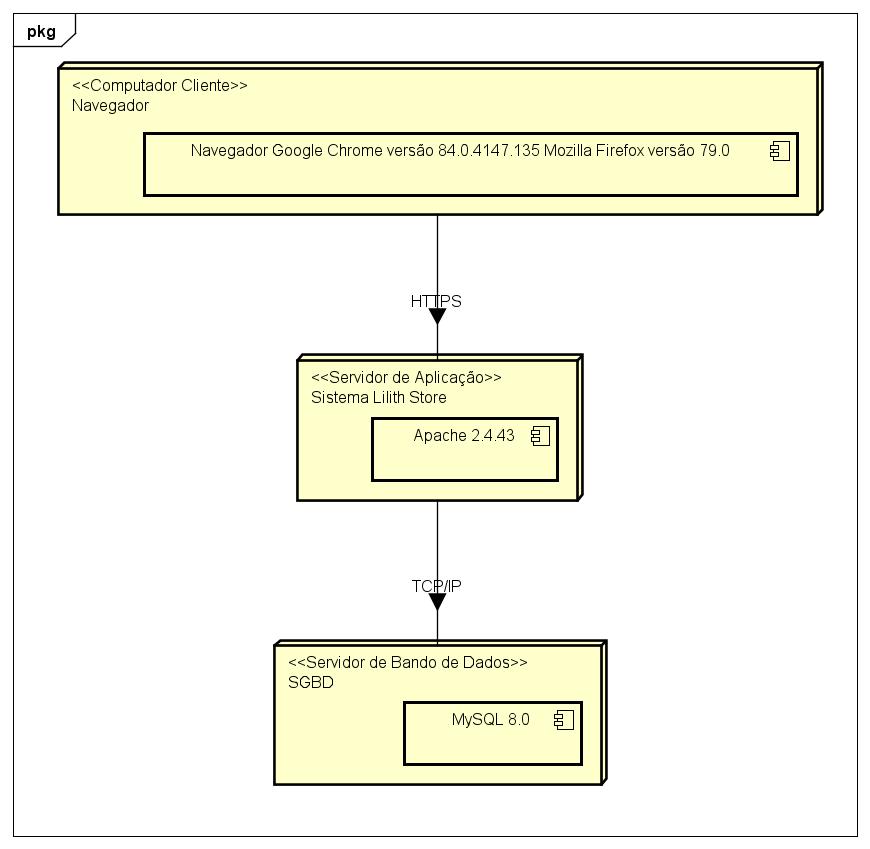 pkg
<<Computador Cliente>>
Navegador
Navegador Google Chrome versão 84.0.4147.135 Mozilla Firefox versão 79.0
HTTPS
<<Servidor de Aplicação>>
Sistema Lilith Store
Apache 2.4.43
TCP/IP
<<Servidor de Bando de Dados>>
SGBD
MySQL 8.0